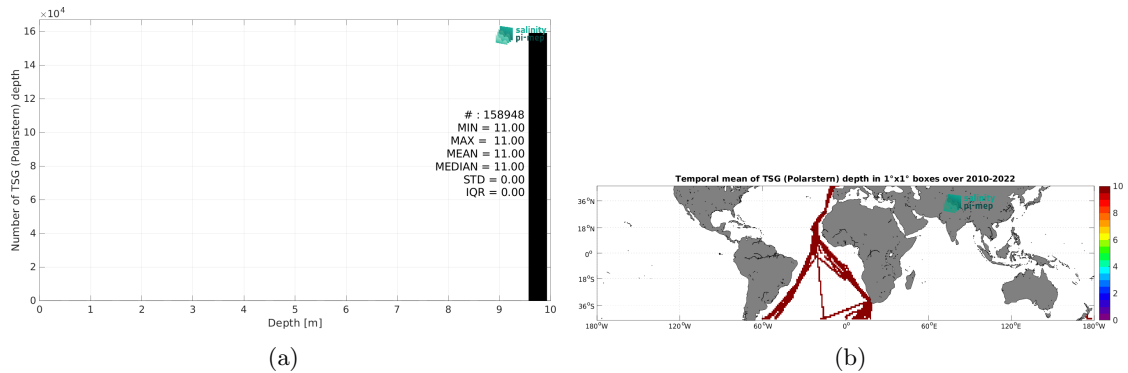 ×10⁴
16
14
12
10
8
6
4
2
0
Number of TSG (Polarstern) depth
salinity
pi-mep
# : 158948
MIN = 11.00
MAX = 11.00
MEAN = 11.00
MEDIAN = 11.00
STD = 0.00
IQR = 0.00
0 1 2 3 4 5 6 7 8 9 10
Depth [m]
(a)
Temporal mean of TSG (Polarstern) depth in 1°x1° boxes over 2010-2022
salinity
pi-mep
36°N
18°N
0°
18°S
36°S
180°W 120°W 60°W 0° 60°E 120°E 180°W
10
8
6
4
2
0
(b)